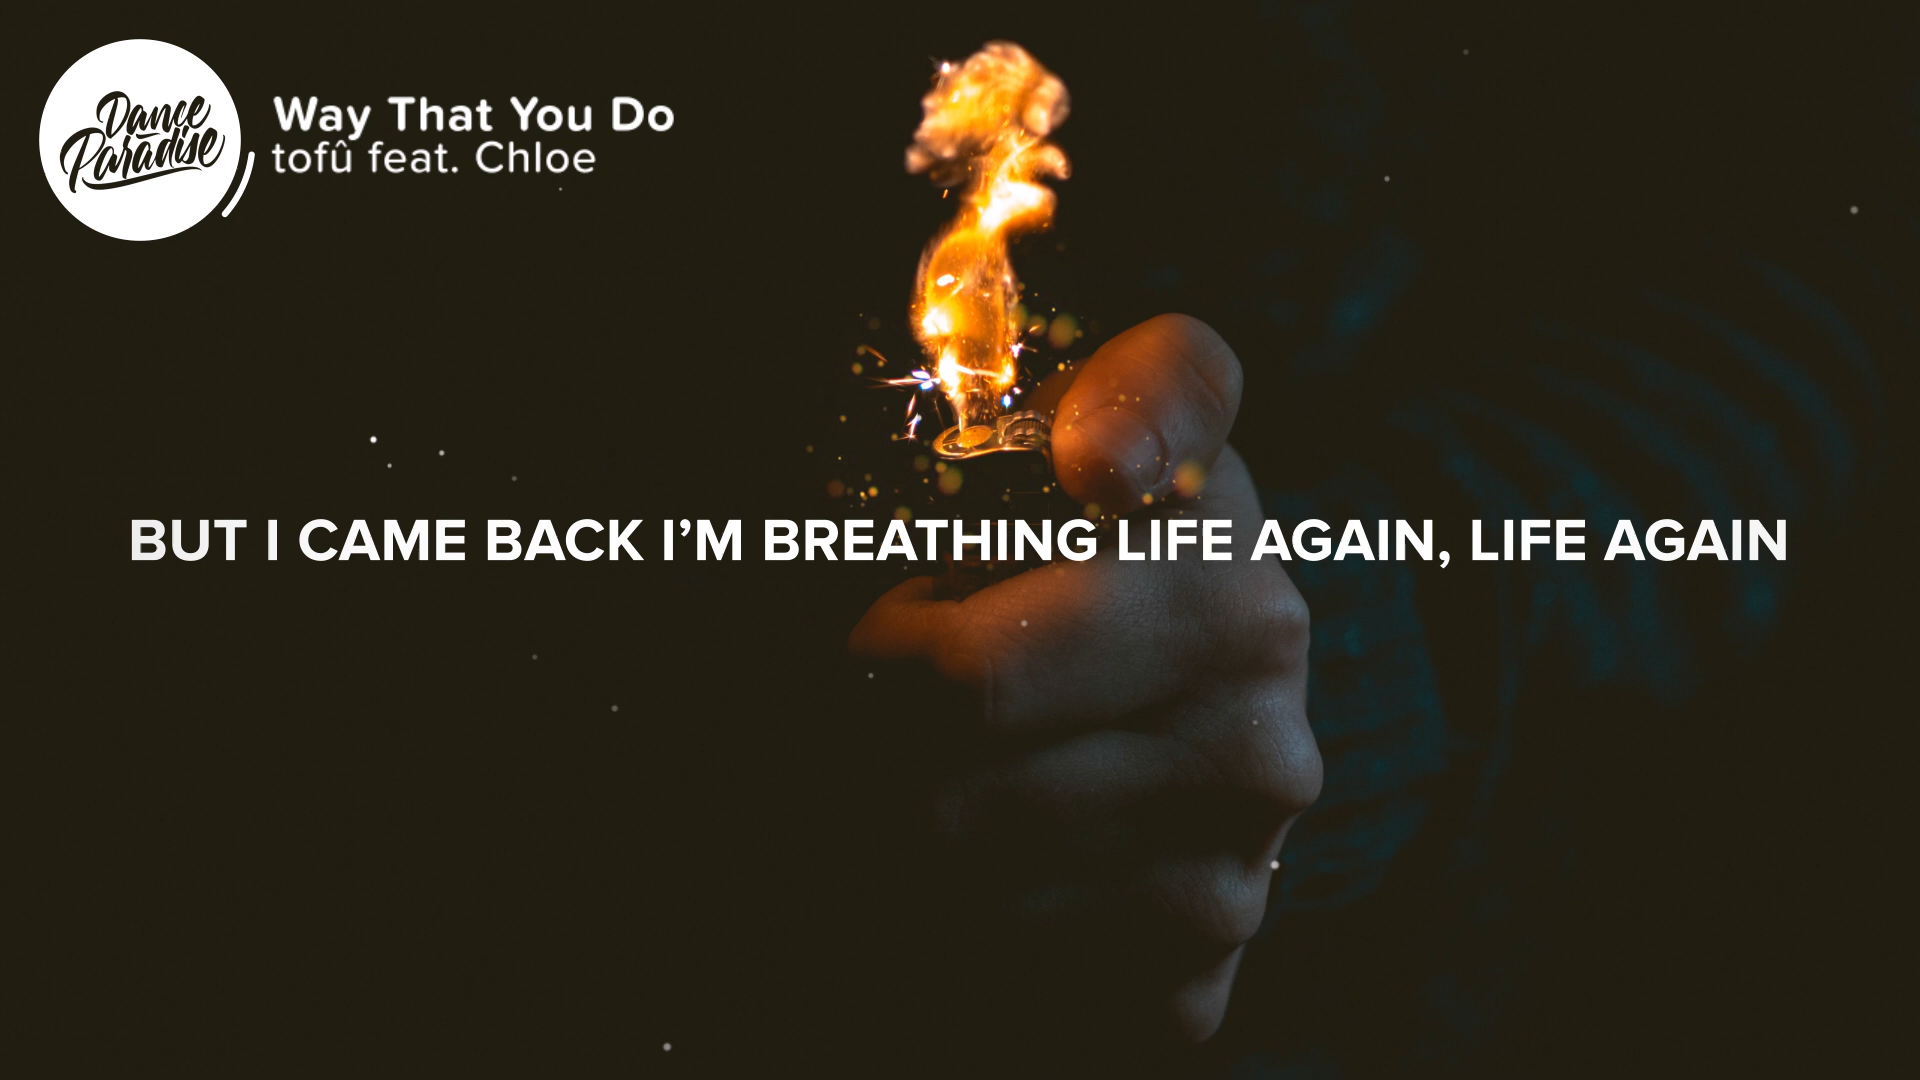 Dance
Paradise
Way That You Do
tofû feat. Chloe
BUT I CAME BACK I’M BREATHING LIFE AGAIN, LIFE AGAIN